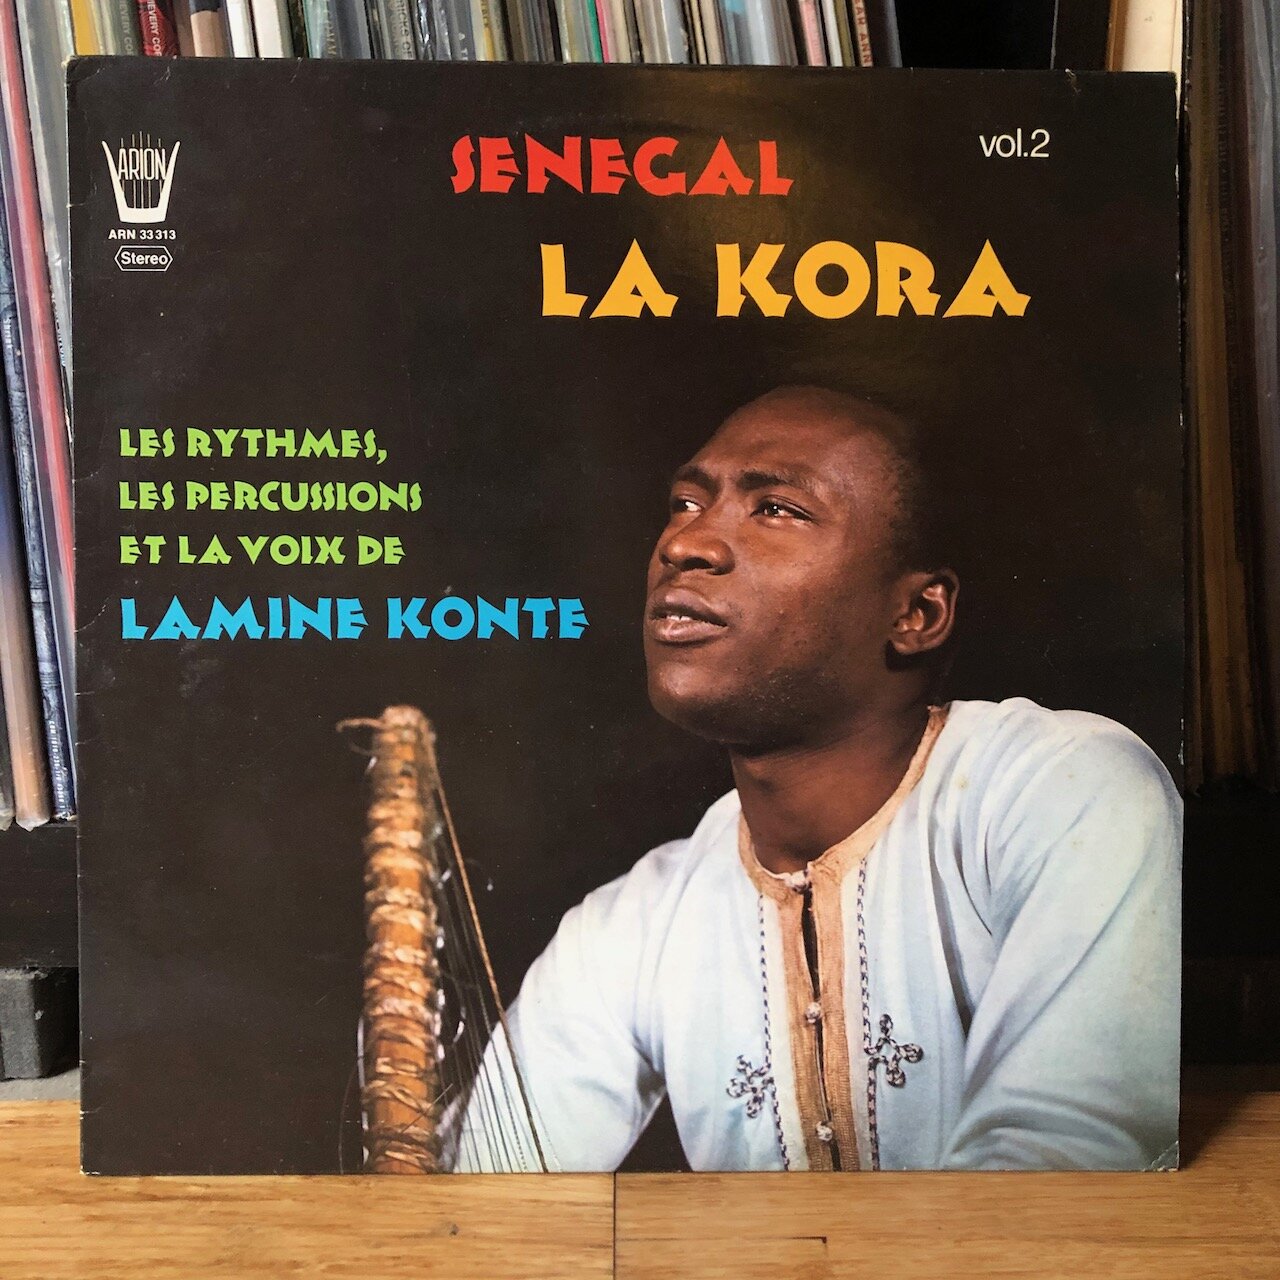 SENEGAL
vol.2
ARION
ARN 33 313
Stereo
LA KORA
LES RYTHMES,
LES PERCUSSIONS
ET LA VOIX DE
LAMINE KONTE